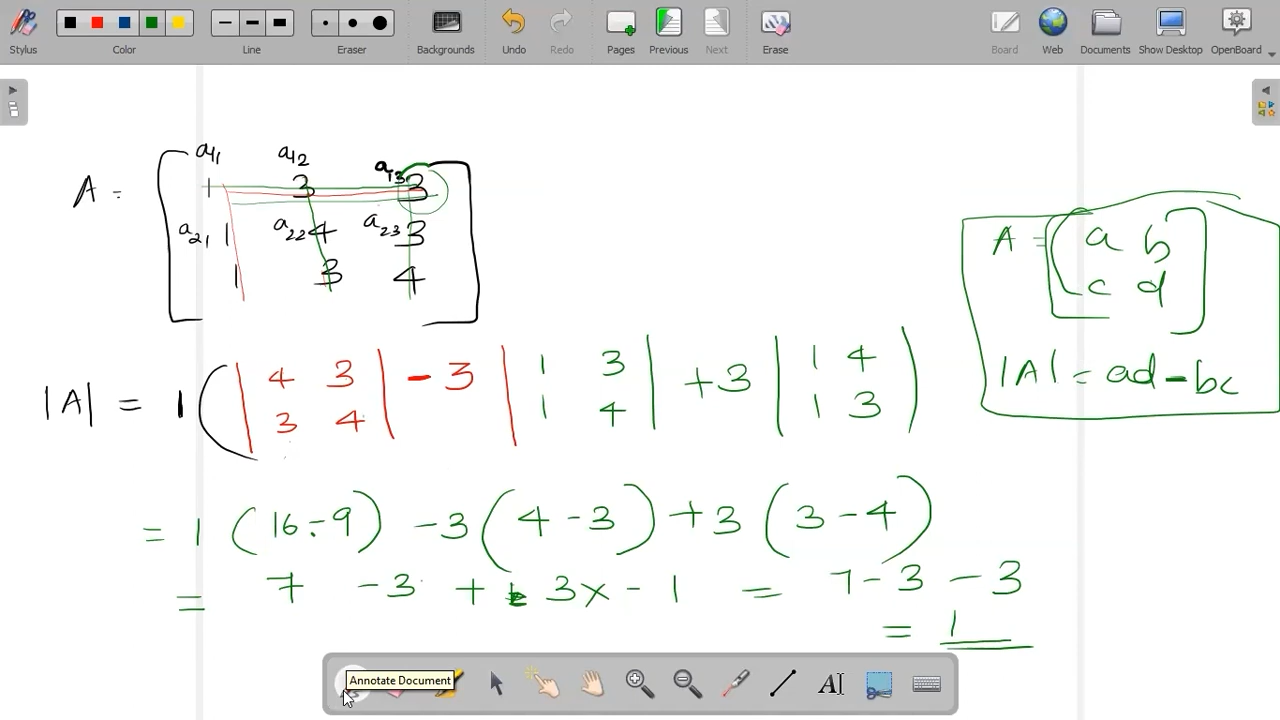 Stylus Color Line Eraser Backgrounds Undo Redo Pages Previous Next Erase Board Web Documents Show Desktop OpenBoard
a11 a12 a13
A = 1 3 3
a21 1 a22 4 a23 3
1 3 4
A = a b
c d
|A| = ad - bc
|A| = 1 ( | 4 3 | - 3 | 1 3 | + 3 | 1 4 |
3 4 1 4 1 3
= 1 (16 - 9) - 3 (4 - 3) + 3 (3 - 4)
= 7 - 3 + 3 x - 1 = 7 - 3 - 3
= 1
Annotate Document
AI